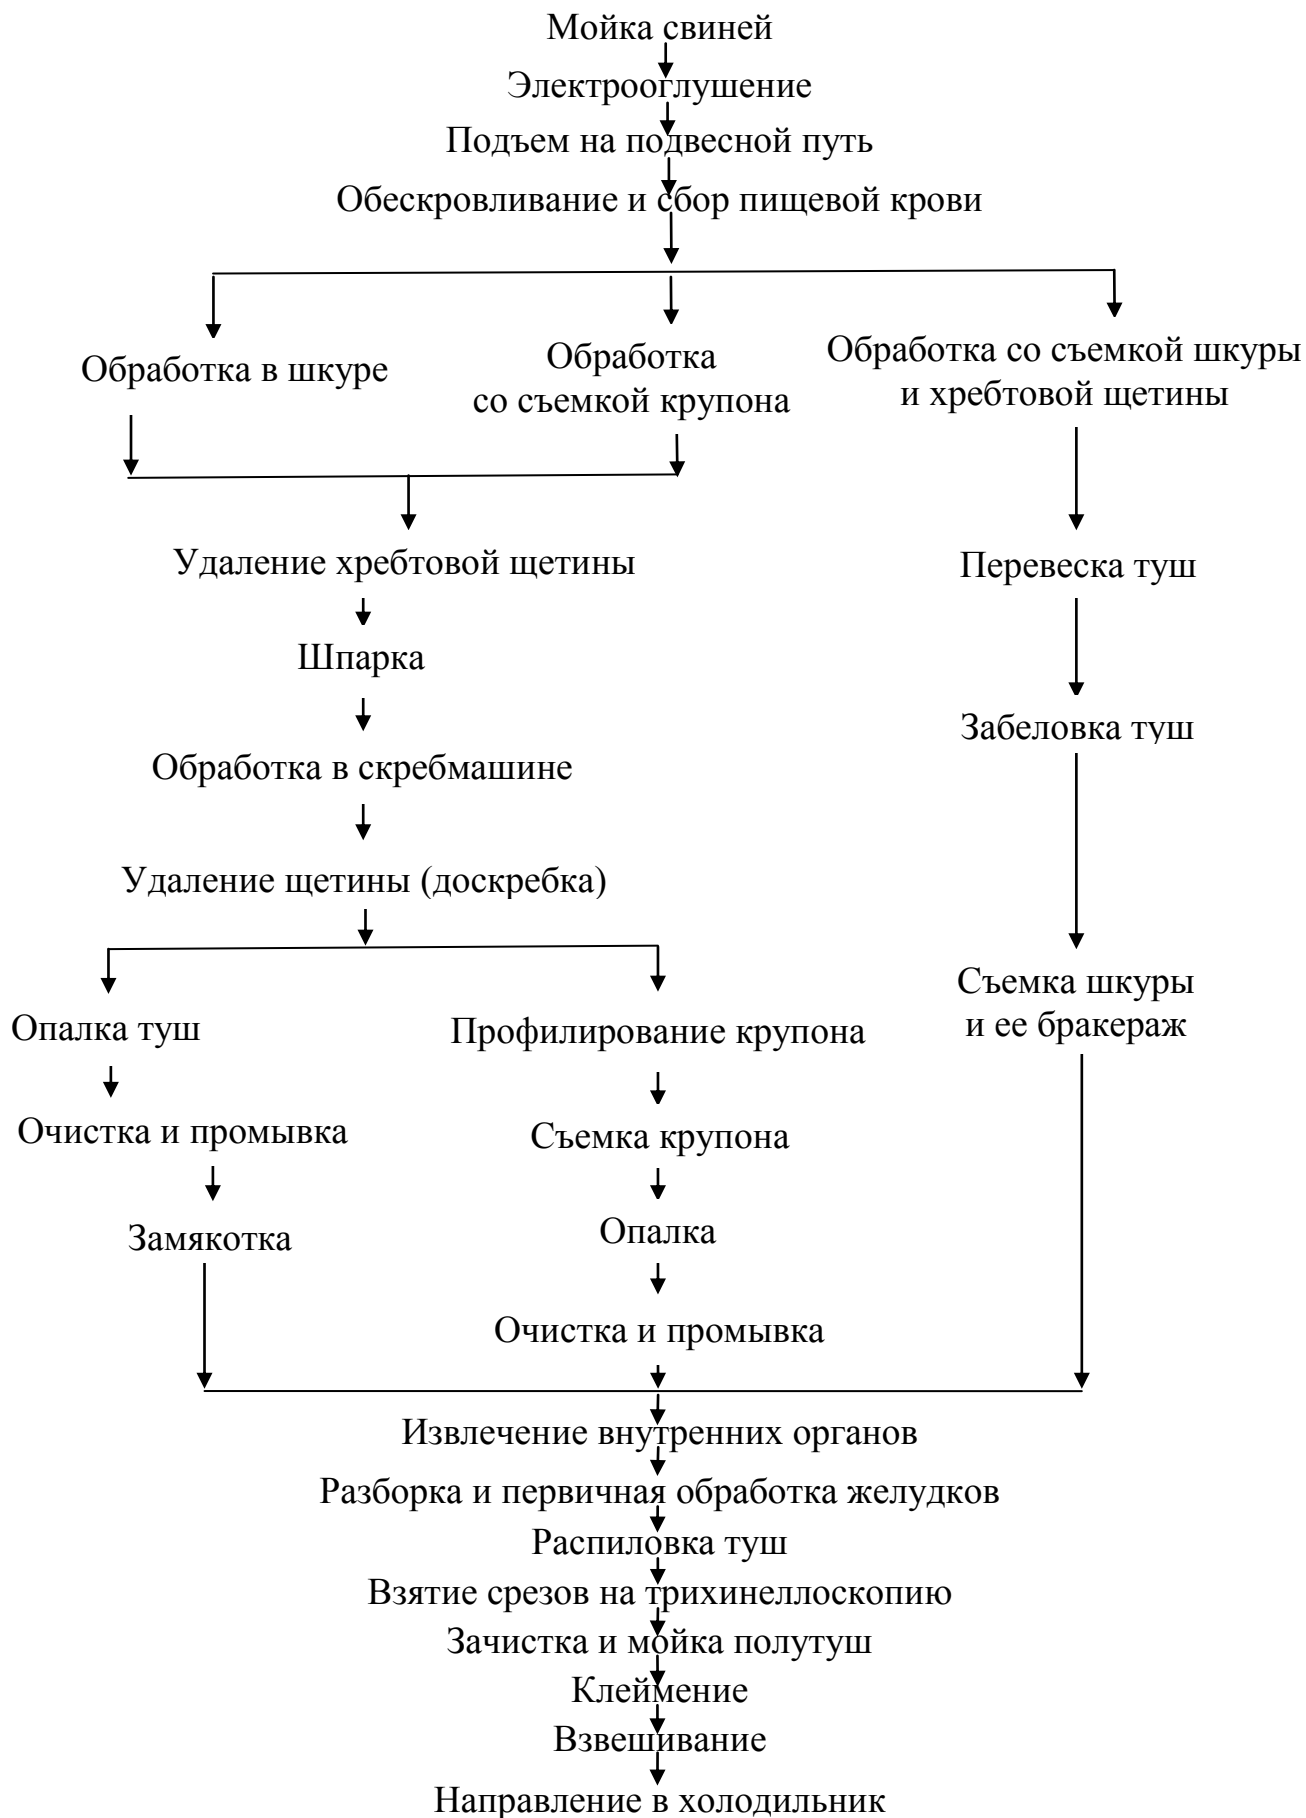 Мойка свиней
Электрооглушение
Подъем на подвесной путь
Обескровливание и сбор пищевой крови
Обработка в шкуре
Обработка
со съемкой крупона
Обработка со съемкой шкуры
и хребтовой щетины
Удаление хребтовой щетины
Перевеска туш
Шпарка
Забеловка туш
Обработка в скребмашине
Удаление щетины (доскребка)
Съемка шкуры
и ее бракераж
Опалка туш
Профилирование крупона
Очистка и промывка
Съемка крупона
Замякотка
Опалка
Очистка и промывка
Извлечение внутренних органов
Разборка и первичная обработка желудков
Распиловка туш
Взятие срезов на трихинеллоскопию
Зачистка и мойка полутуш
Клеймение
Взвешивание
Направление в холодильник